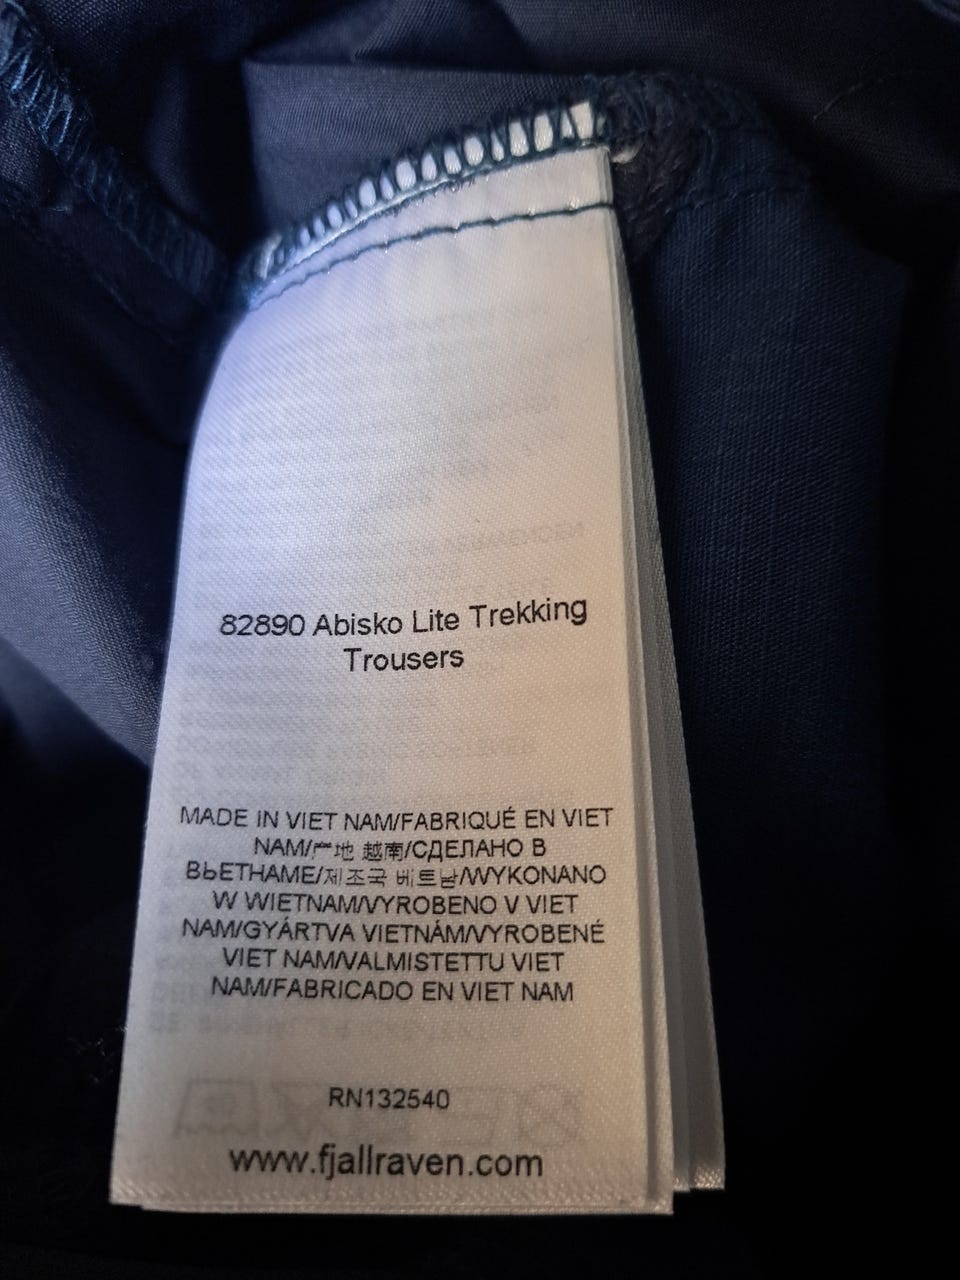 82890 Abisko Lite Trekking
Trousers
MADE IN VIET NAM/FABRIQUÉ EN VIET
NAM/产地 越南/СДЕЛАНО В
ВЬЕТНАМЕ/제조국 베트남/WYKONANO
W WIETNAM/VYROBENO V VIET
NAM/GYÁRTVA VIETNÁM/VYROBENÉ
VIET NAM/VALMISTETTU VIET
NAM/FABRICADO EN VIET NAM
RN132540
www.fjallraven.com